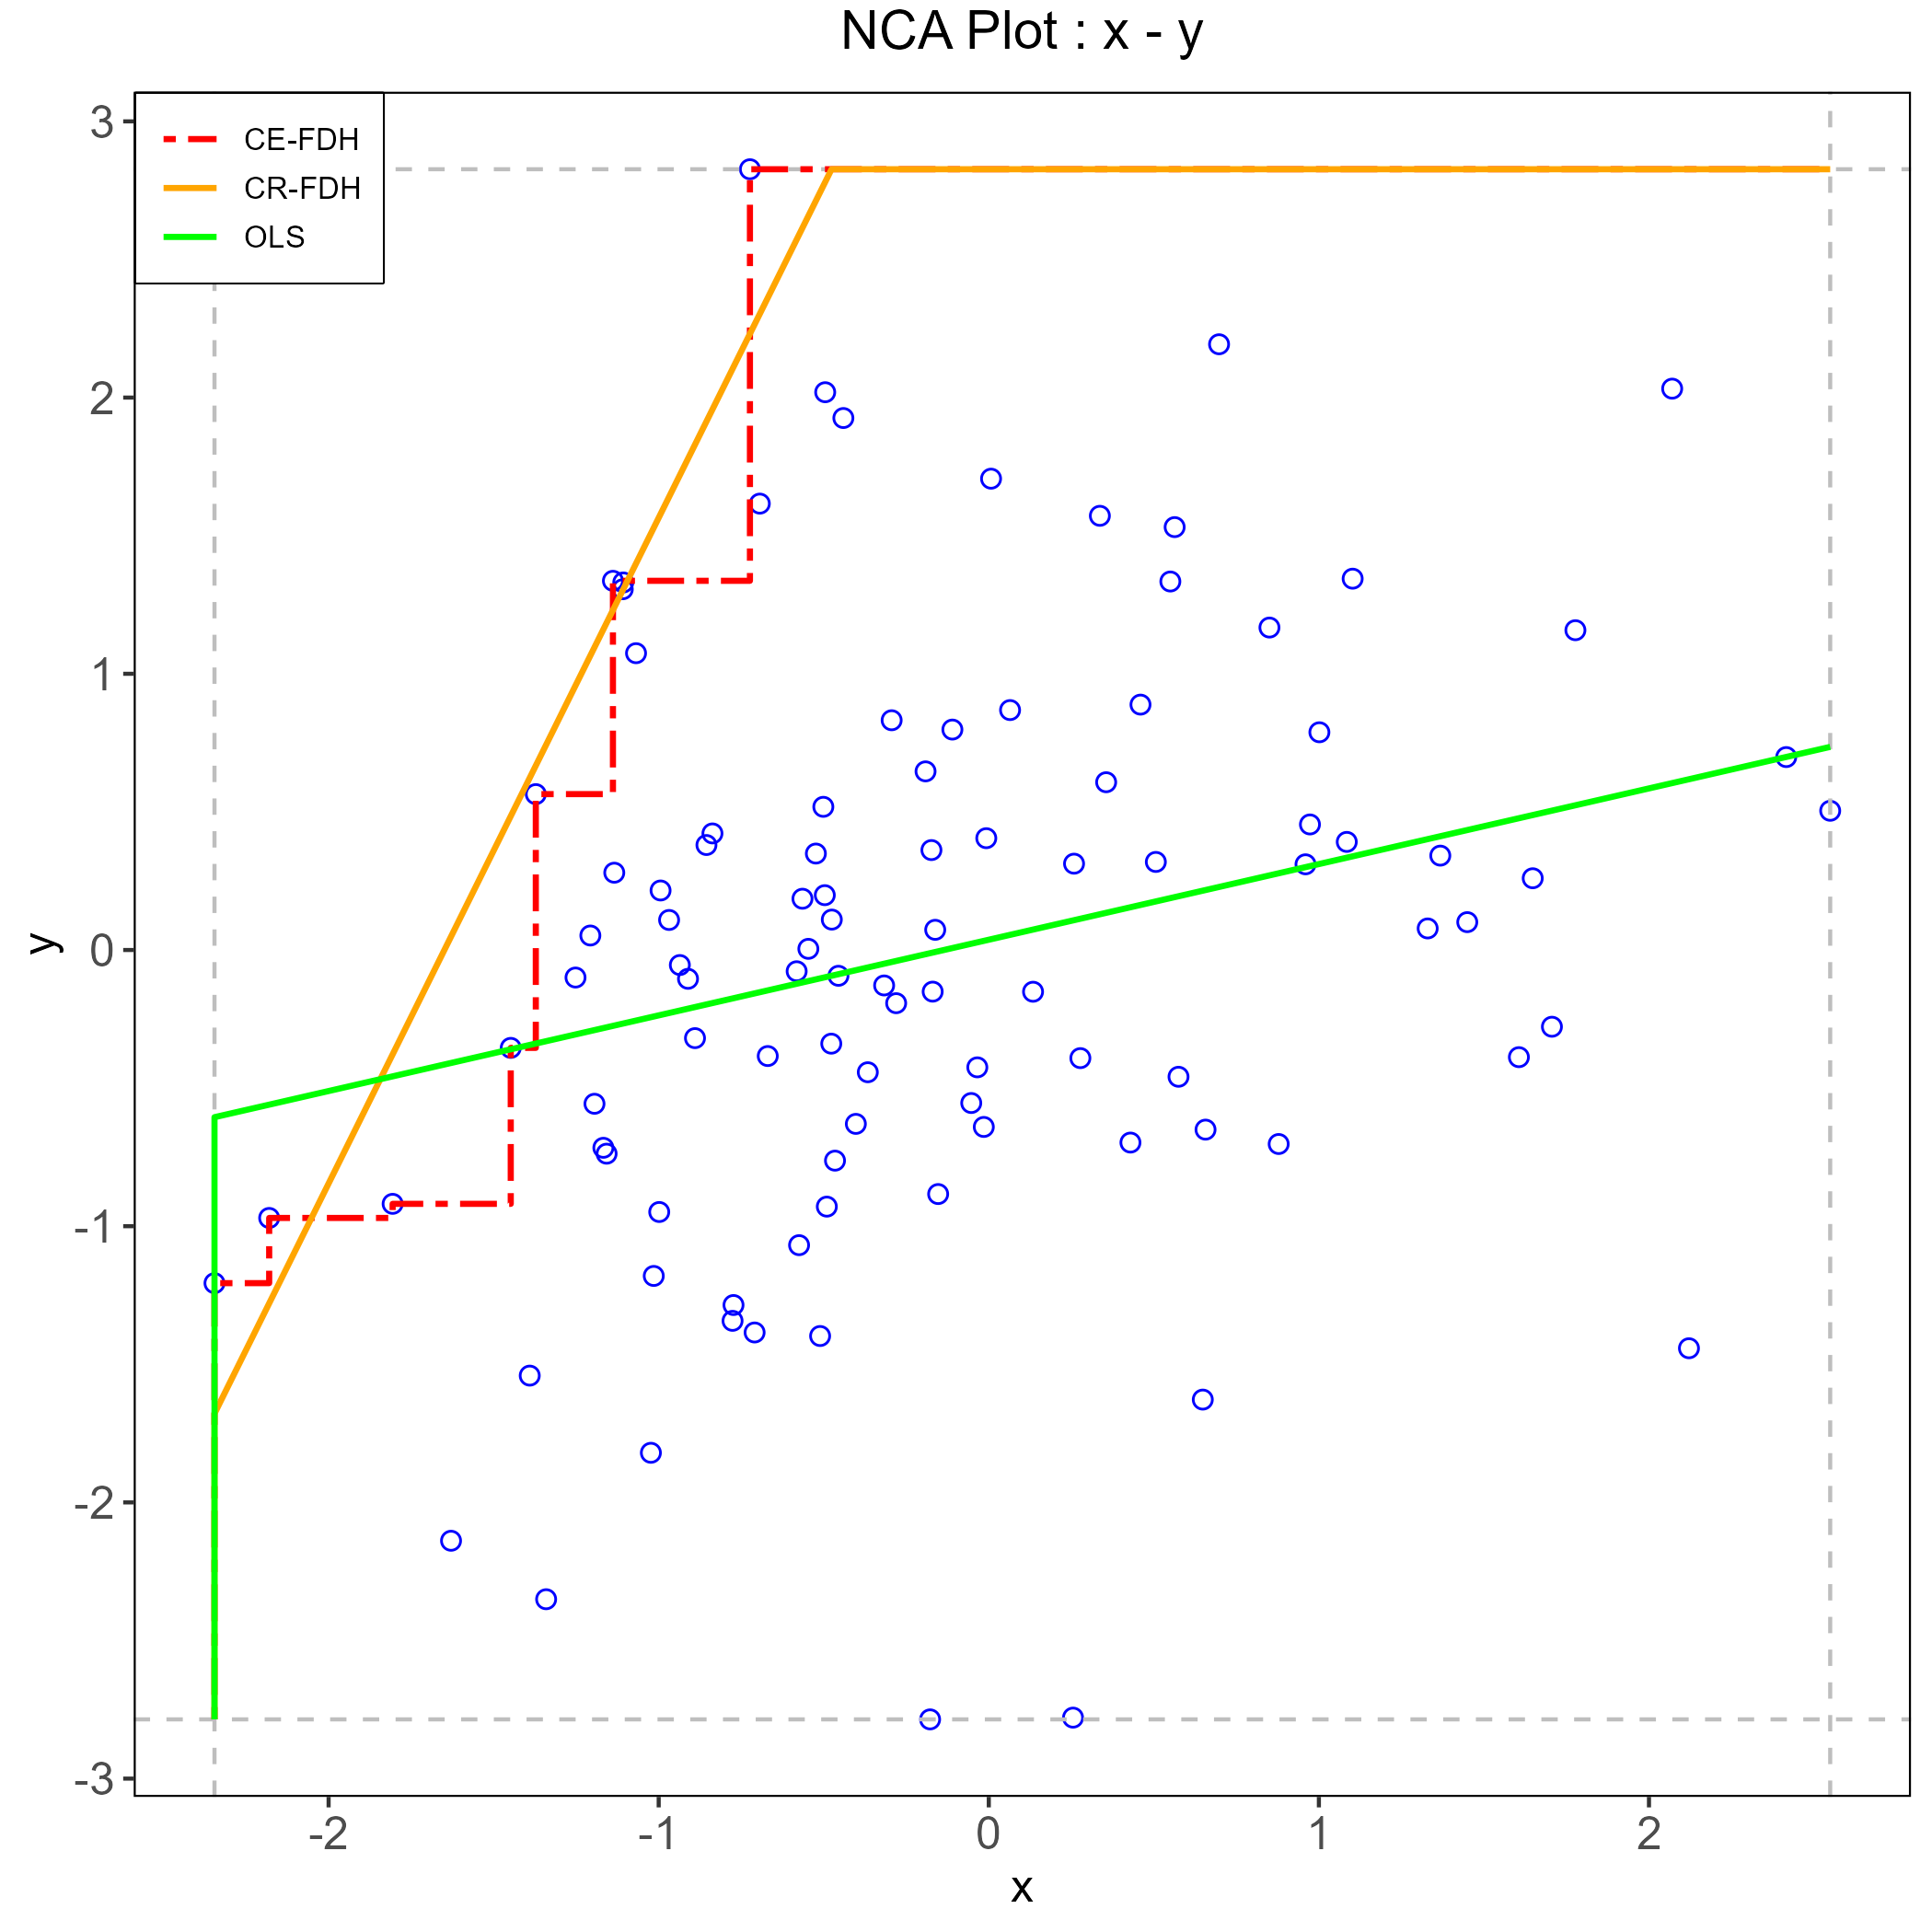 NCA Plot : x - y
CE-FDH
CR-FDH
OLS
3
2
1
0
-1
-2
-3
y
-2 -1 0 1 2
x